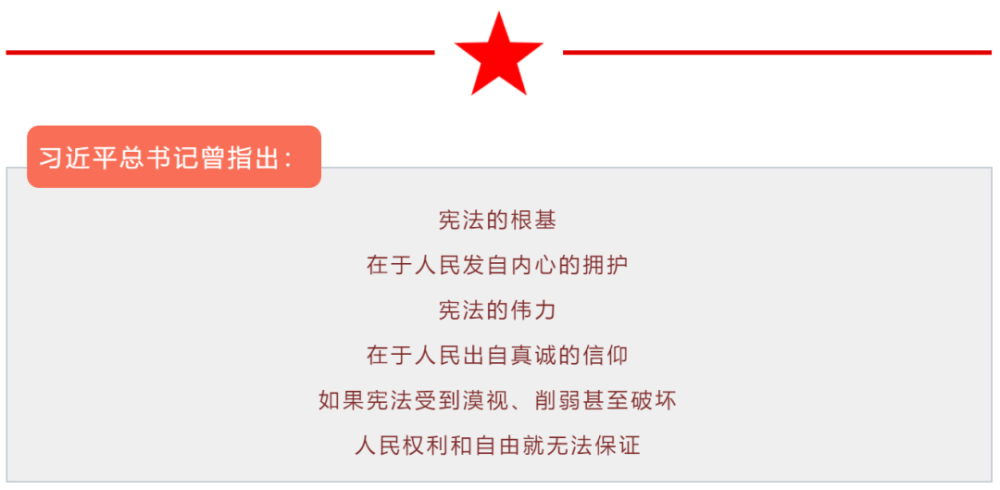 习近平总书记曾指出：
宪法的根基
在于人民发自内心的拥护
宪法的伟力
在于人民出自真诚的信仰
如果宪法受到漠视、削弱甚至破坏
人民权利和自由就无法保证